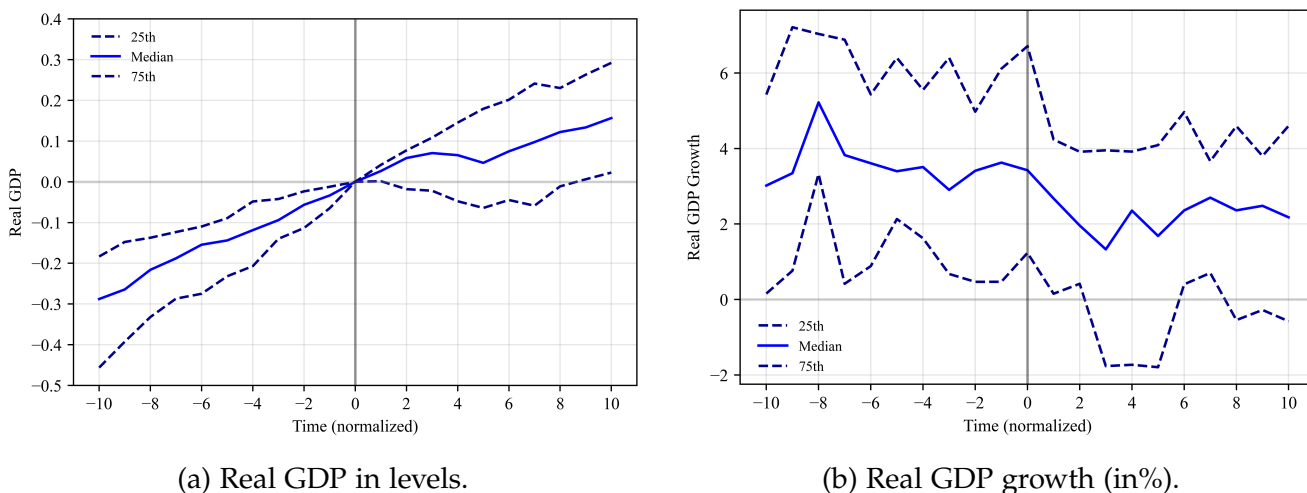 0.4
0.3
0.2
0.1
0.0
−0.1
−0.2
−0.3
−0.4
−0.5
Real GDP
25th
Median
75th
−10 −8 −6 −4 −2 0 2 4 6 8 10
Time (normalized)
(a) Real GDP in levels.
6
4
2
0
−2
Real GDP Growth
25th
Median
75th
−10 −8 −6 −4 −2 0 2 4 6 8 10
Time (normalized)
(b) Real GDP growth (in%).